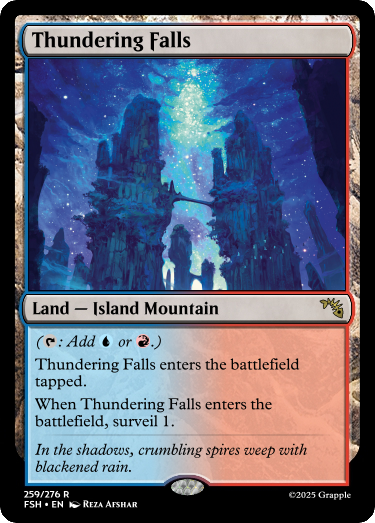 Thundering Falls
Land — Island Mountain
(: Add or .)
Thundering Falls enters the battlefield
tapped.
When Thundering Falls enters the
battlefield, surveil 1.
In the shadows, crumbling spires weep with
blackened rain.
259/276 R
FSH • EN Reza Afshar
©2025 Grapple